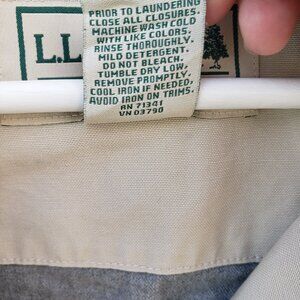 L.L
PRIOR TO LAUNDERING
CLOSE ALL CLOSURES.
MACHINE WASH COLD
WITH LIKE COLORS.
RINSE THOROUGHLY.
MILD DETERGENT.
DO NOT BLEACH.
TUMBLE DRY LOW,
REMOVE PROMPTLY.
COOL IRON IF NEEDED,
AVOID IRON ON TRIMS.
RN 71341
VN 03790